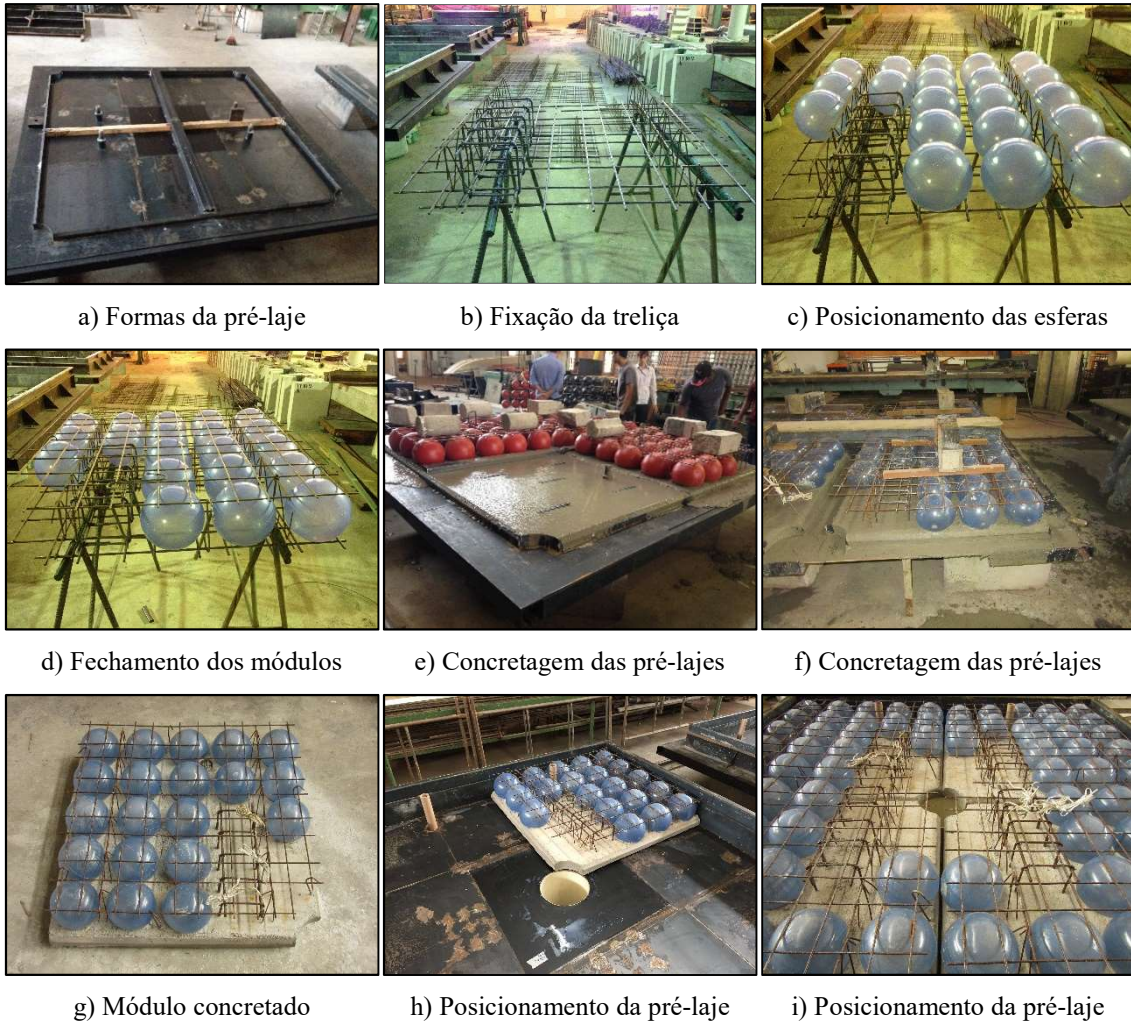 a) Formas da pré-laje
b) Fixação da treliça
c) Posicionamento das esferas
d) Fechamento dos módulos
e) Concretagem das pré-lajes
f) Concretagem das pré-lajes
g) Módulo concretado
h) Posicionamento da pré-laje
i) Posicionamento da pré-laje